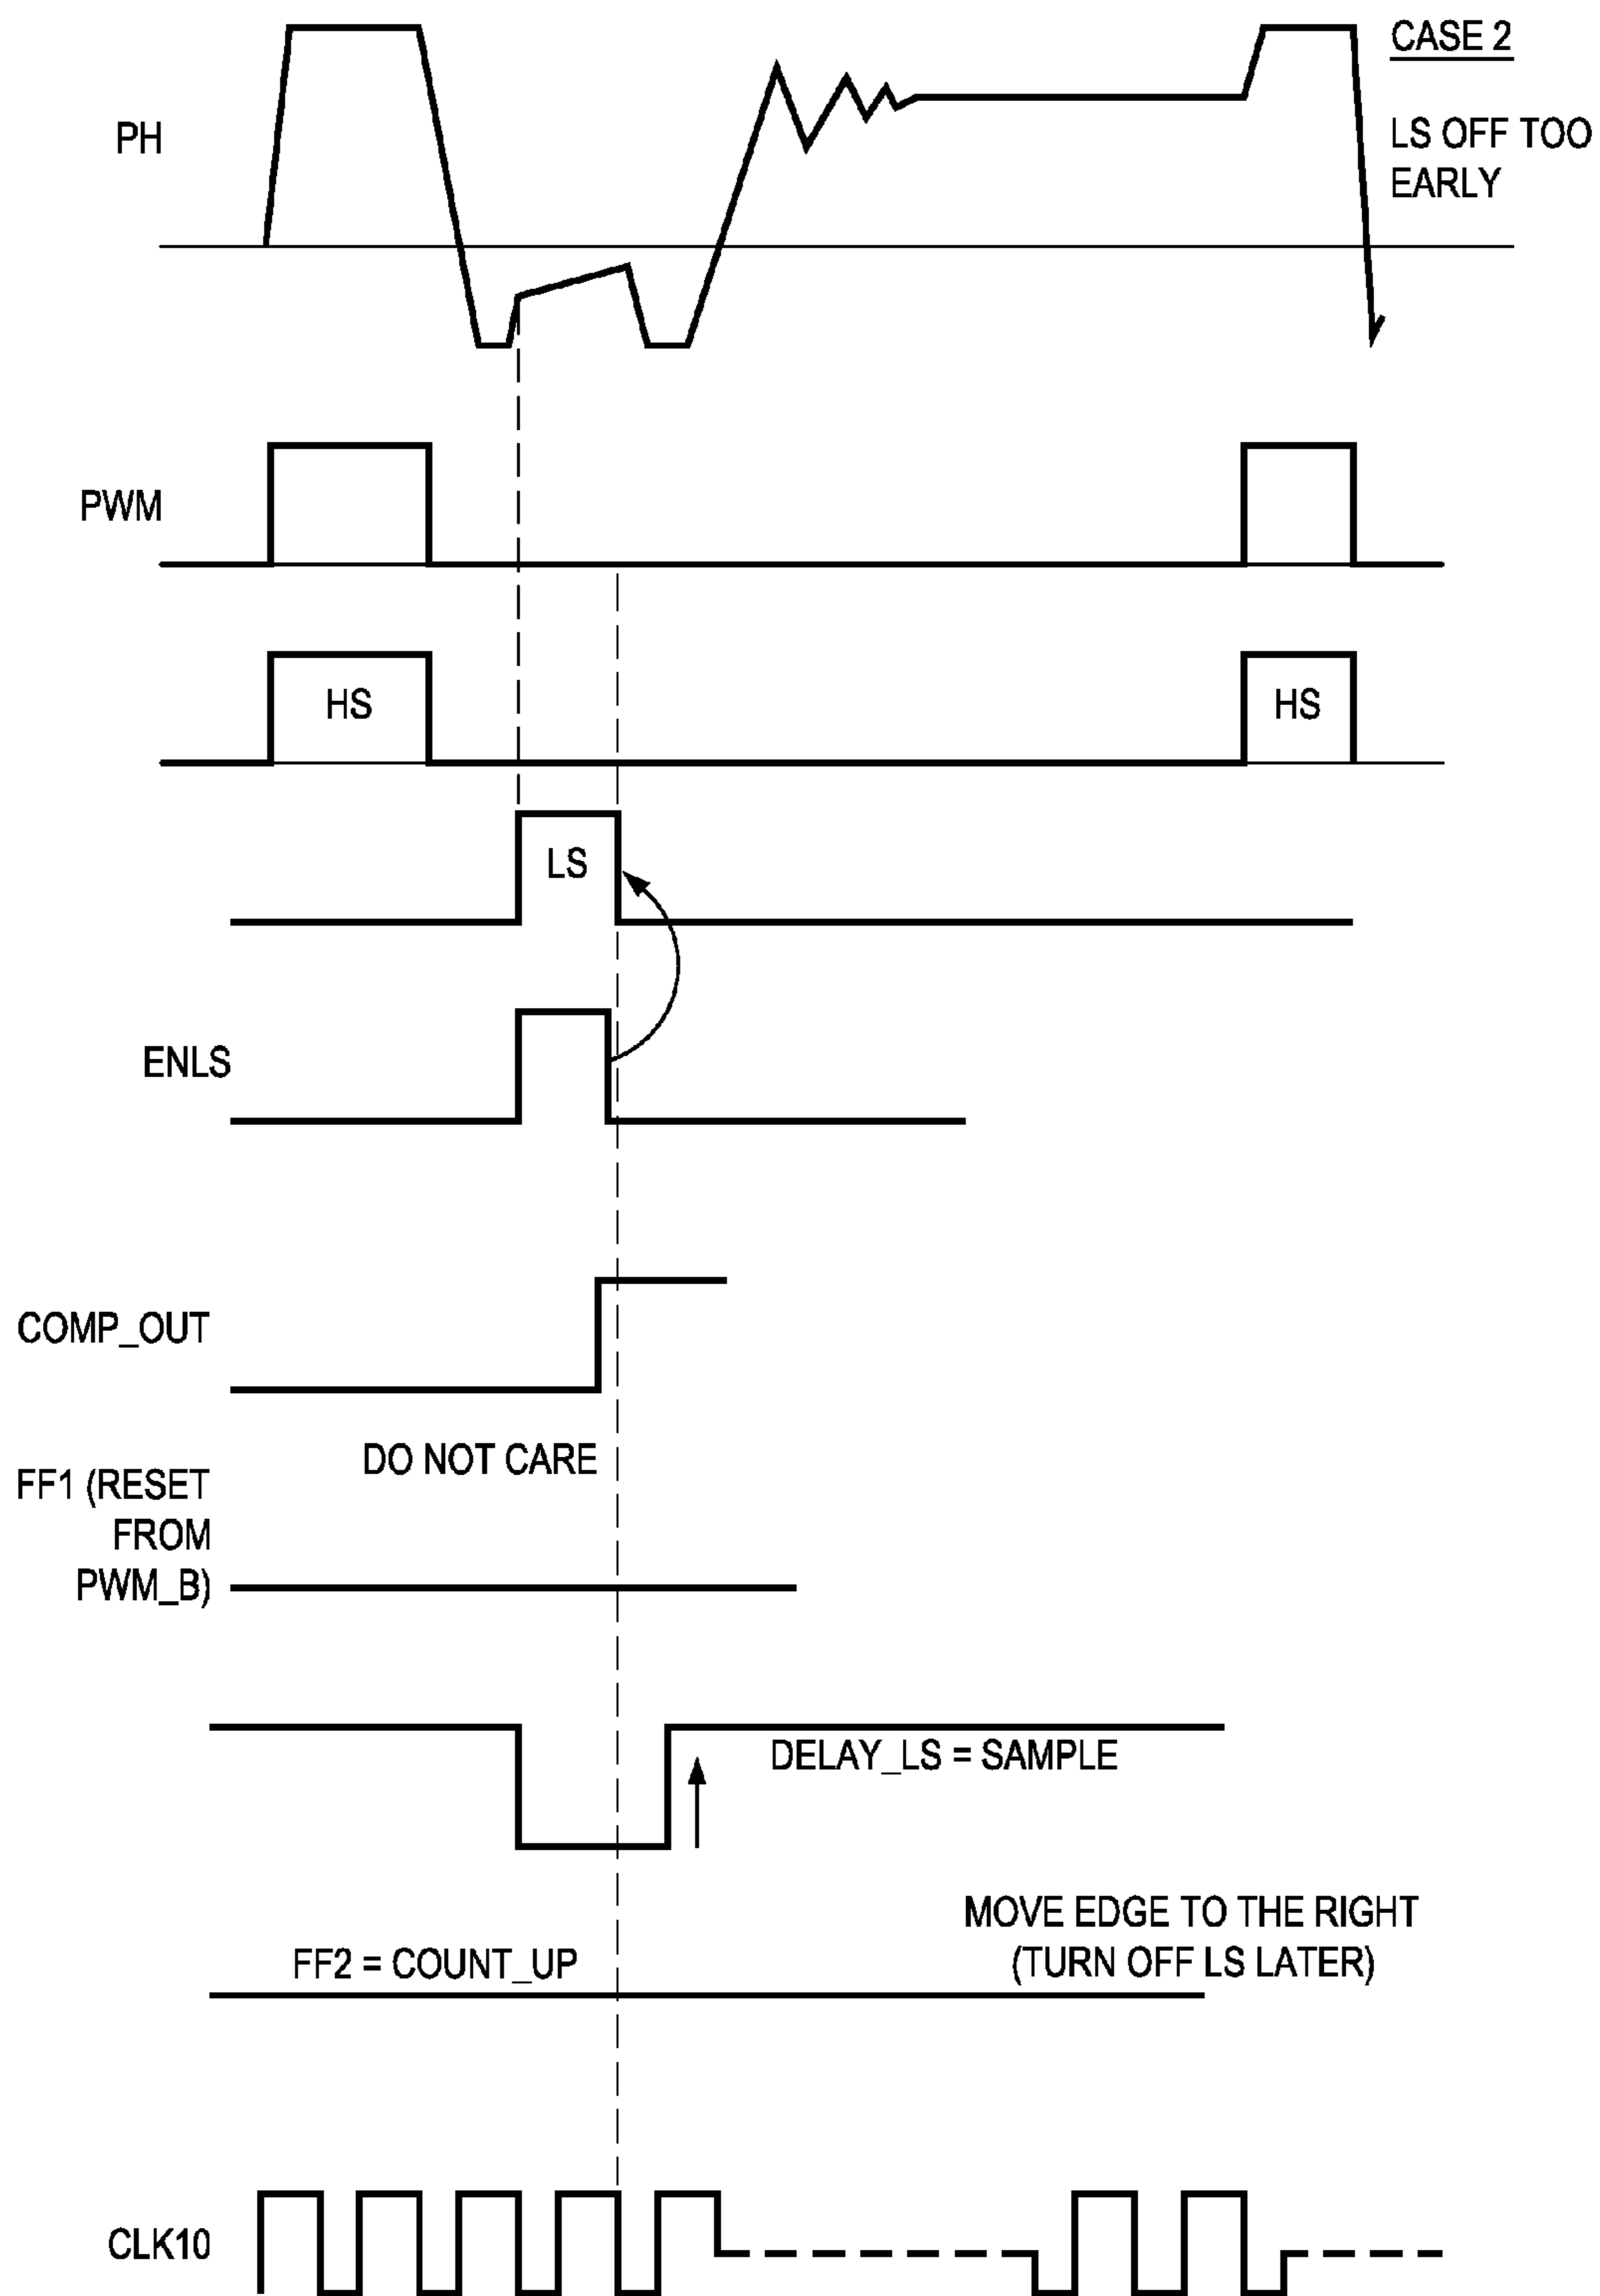 CASE 2
PH
LS OFF TOO
EARLY
PWM
HS
HS
LS
ENLS
COMP_OUT
DO NOT CARE
FF1 (RESET
FROM
PWM_B)
DELAY_LS = SAMPLE
MOVE EDGE TO THE RIGHT
(TURN OFF LS LATER)
FF2 = COUNT_UP
CLK10